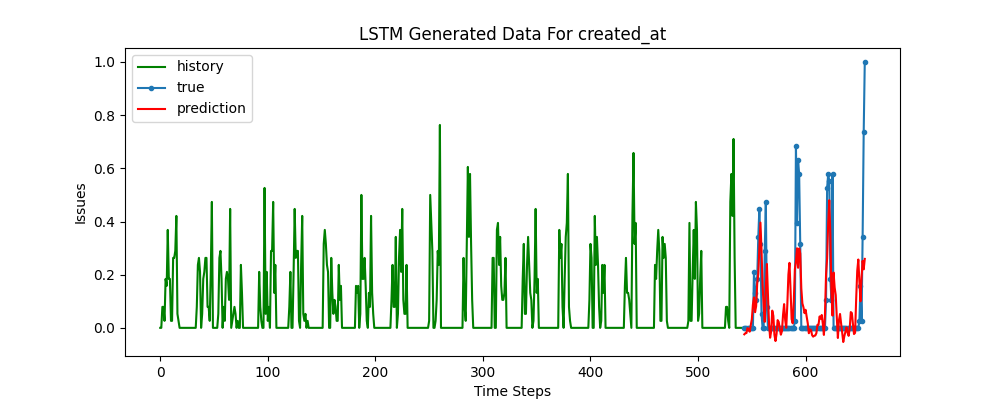 LSTM Generated Data For created_at
history
true
prediction
Issues
1.0
0.8
0.6
0.4
0.2
0.0
0 100 200 300 400 500 600
Time Steps